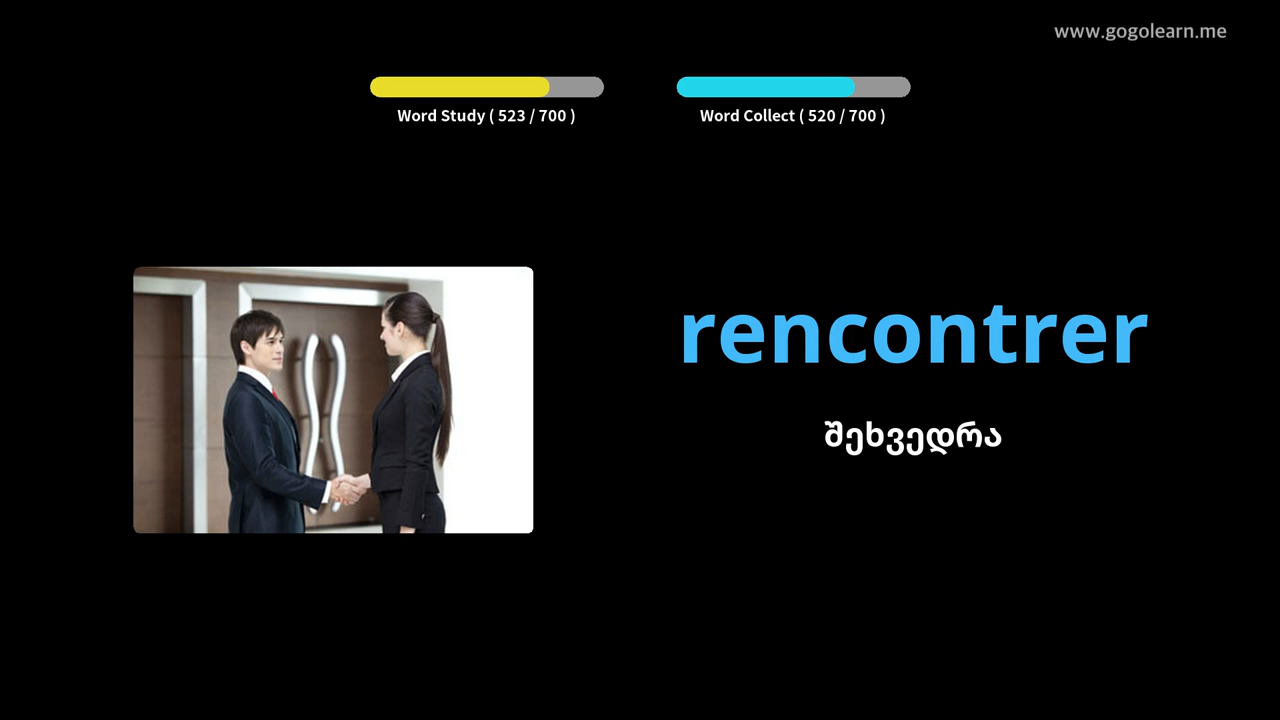 www.gogolearn.me
Word Study ( 523 / 700 )
Word Collect ( 520 / 700 )
rencontrer
შეხვედრა